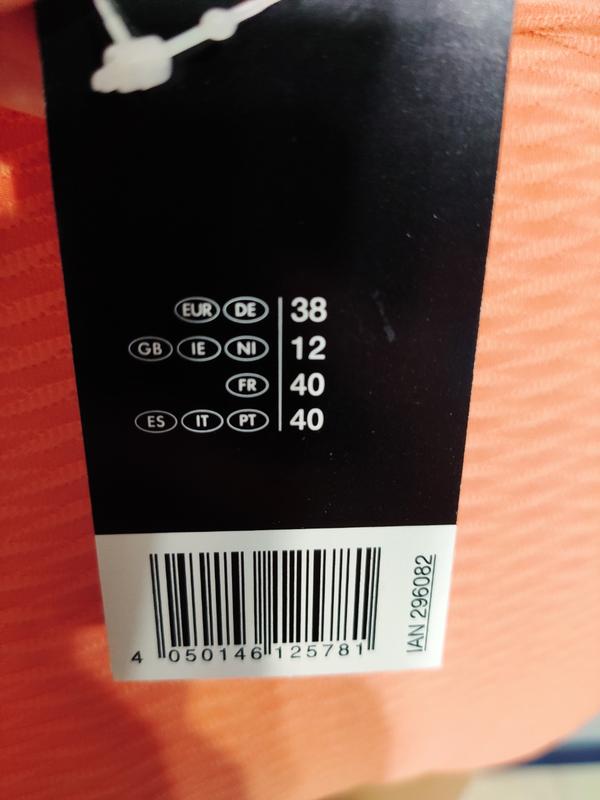 EUR DE 38
GB IE NI 12
FR 40
ES IT PT 40
4 050146 125781
IAN 296082